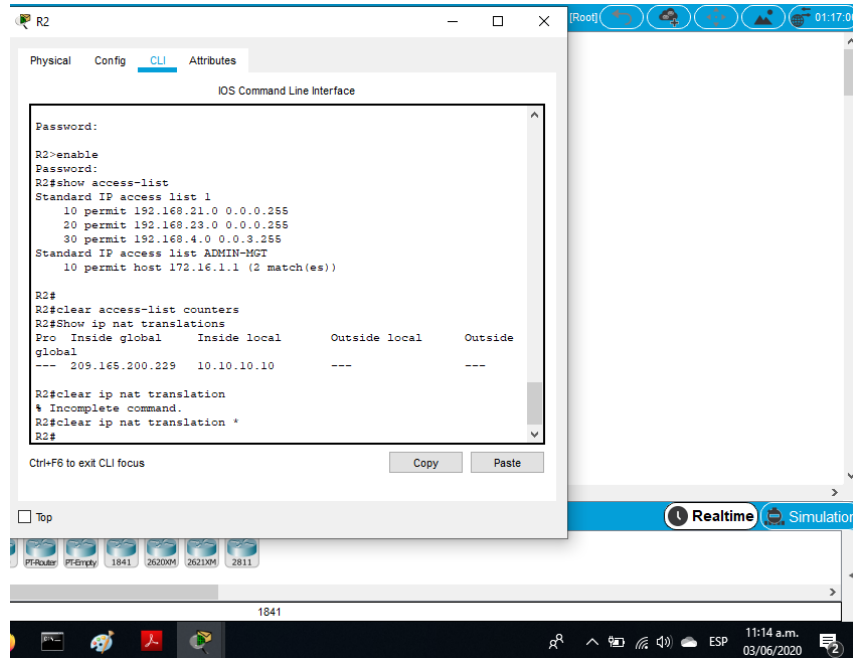 R2
[Root]
01:17:00
Physical Config CLI Attributes
IOS Command Line Interface
Password:
R2>enable
Password:
R2#show access-list
Standard IP access list 1
10 permit 192.168.21.0 0.0.0.255
20 permit 192.168.23.0 0.0.0.255
30 permit 192.168.4.0 0.0.3.255
Standard IP access list ADMIN-MGT
10 permit host 172.16.1.1 (2 match(es))
R2#
R2#clear access-list counters
R2#Show ip nat translations
Pro Inside global Inside local Outside local Outside
global
--- 209.165.200.229 10.10.10.10 --- ---
R2#clear ip nat translation
% Incomplete command.
R2#clear ip nat translation *
R2#
Ctrl+F6 to exit CLI focus
Copy Paste
Top
Realtime Simulation
PT-Router PT-Empty 1841 2620XM 2621XM 2811
1841
ESP
11:14 a.m.
03/06/2020
2